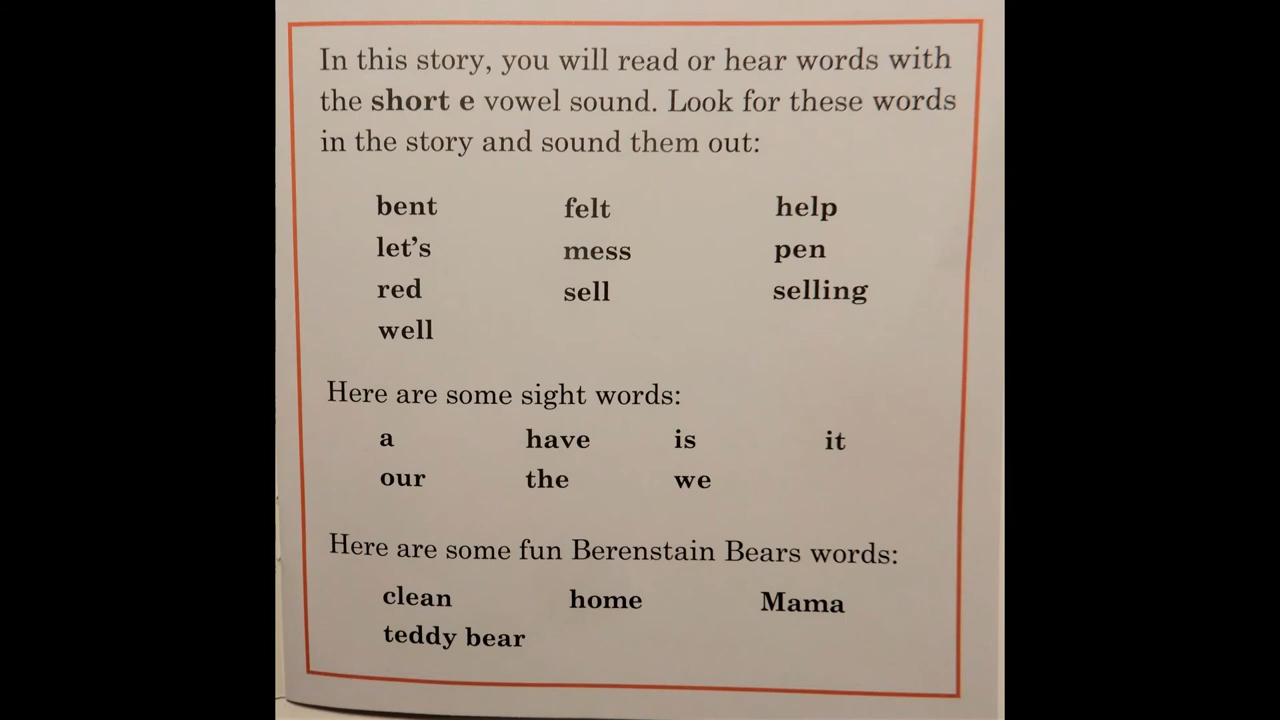 In this story, you will read or hear words with
the short e vowel sound. Look for these words
in the story and sound them out:
bent felt help
let's mess pen
red sell selling
well
Here are some sight words:
a have is it
our the we
Here are some fun Berenstain Bears words:
clean home Mama
teddy bear